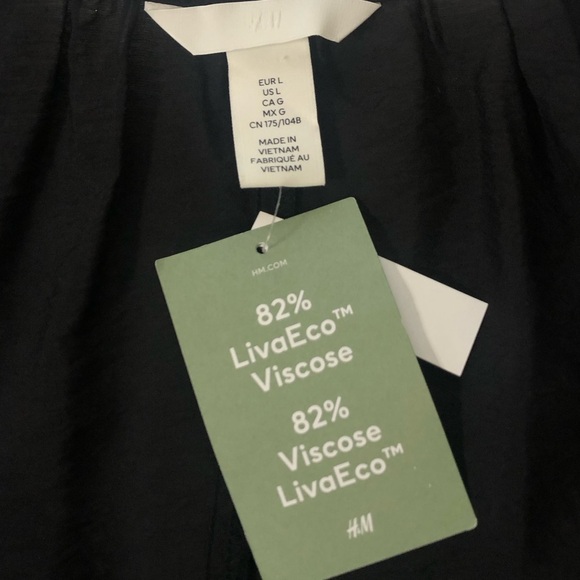 EUR L
US L
CA G
MX G
CN 175/104B
MADE IN
VIETNAM
FABRIQUÉ AU
VIETNAM
HM.COM
82%
LivaEco™
Viscose
82%
Viscose
LivaEco™
H&M